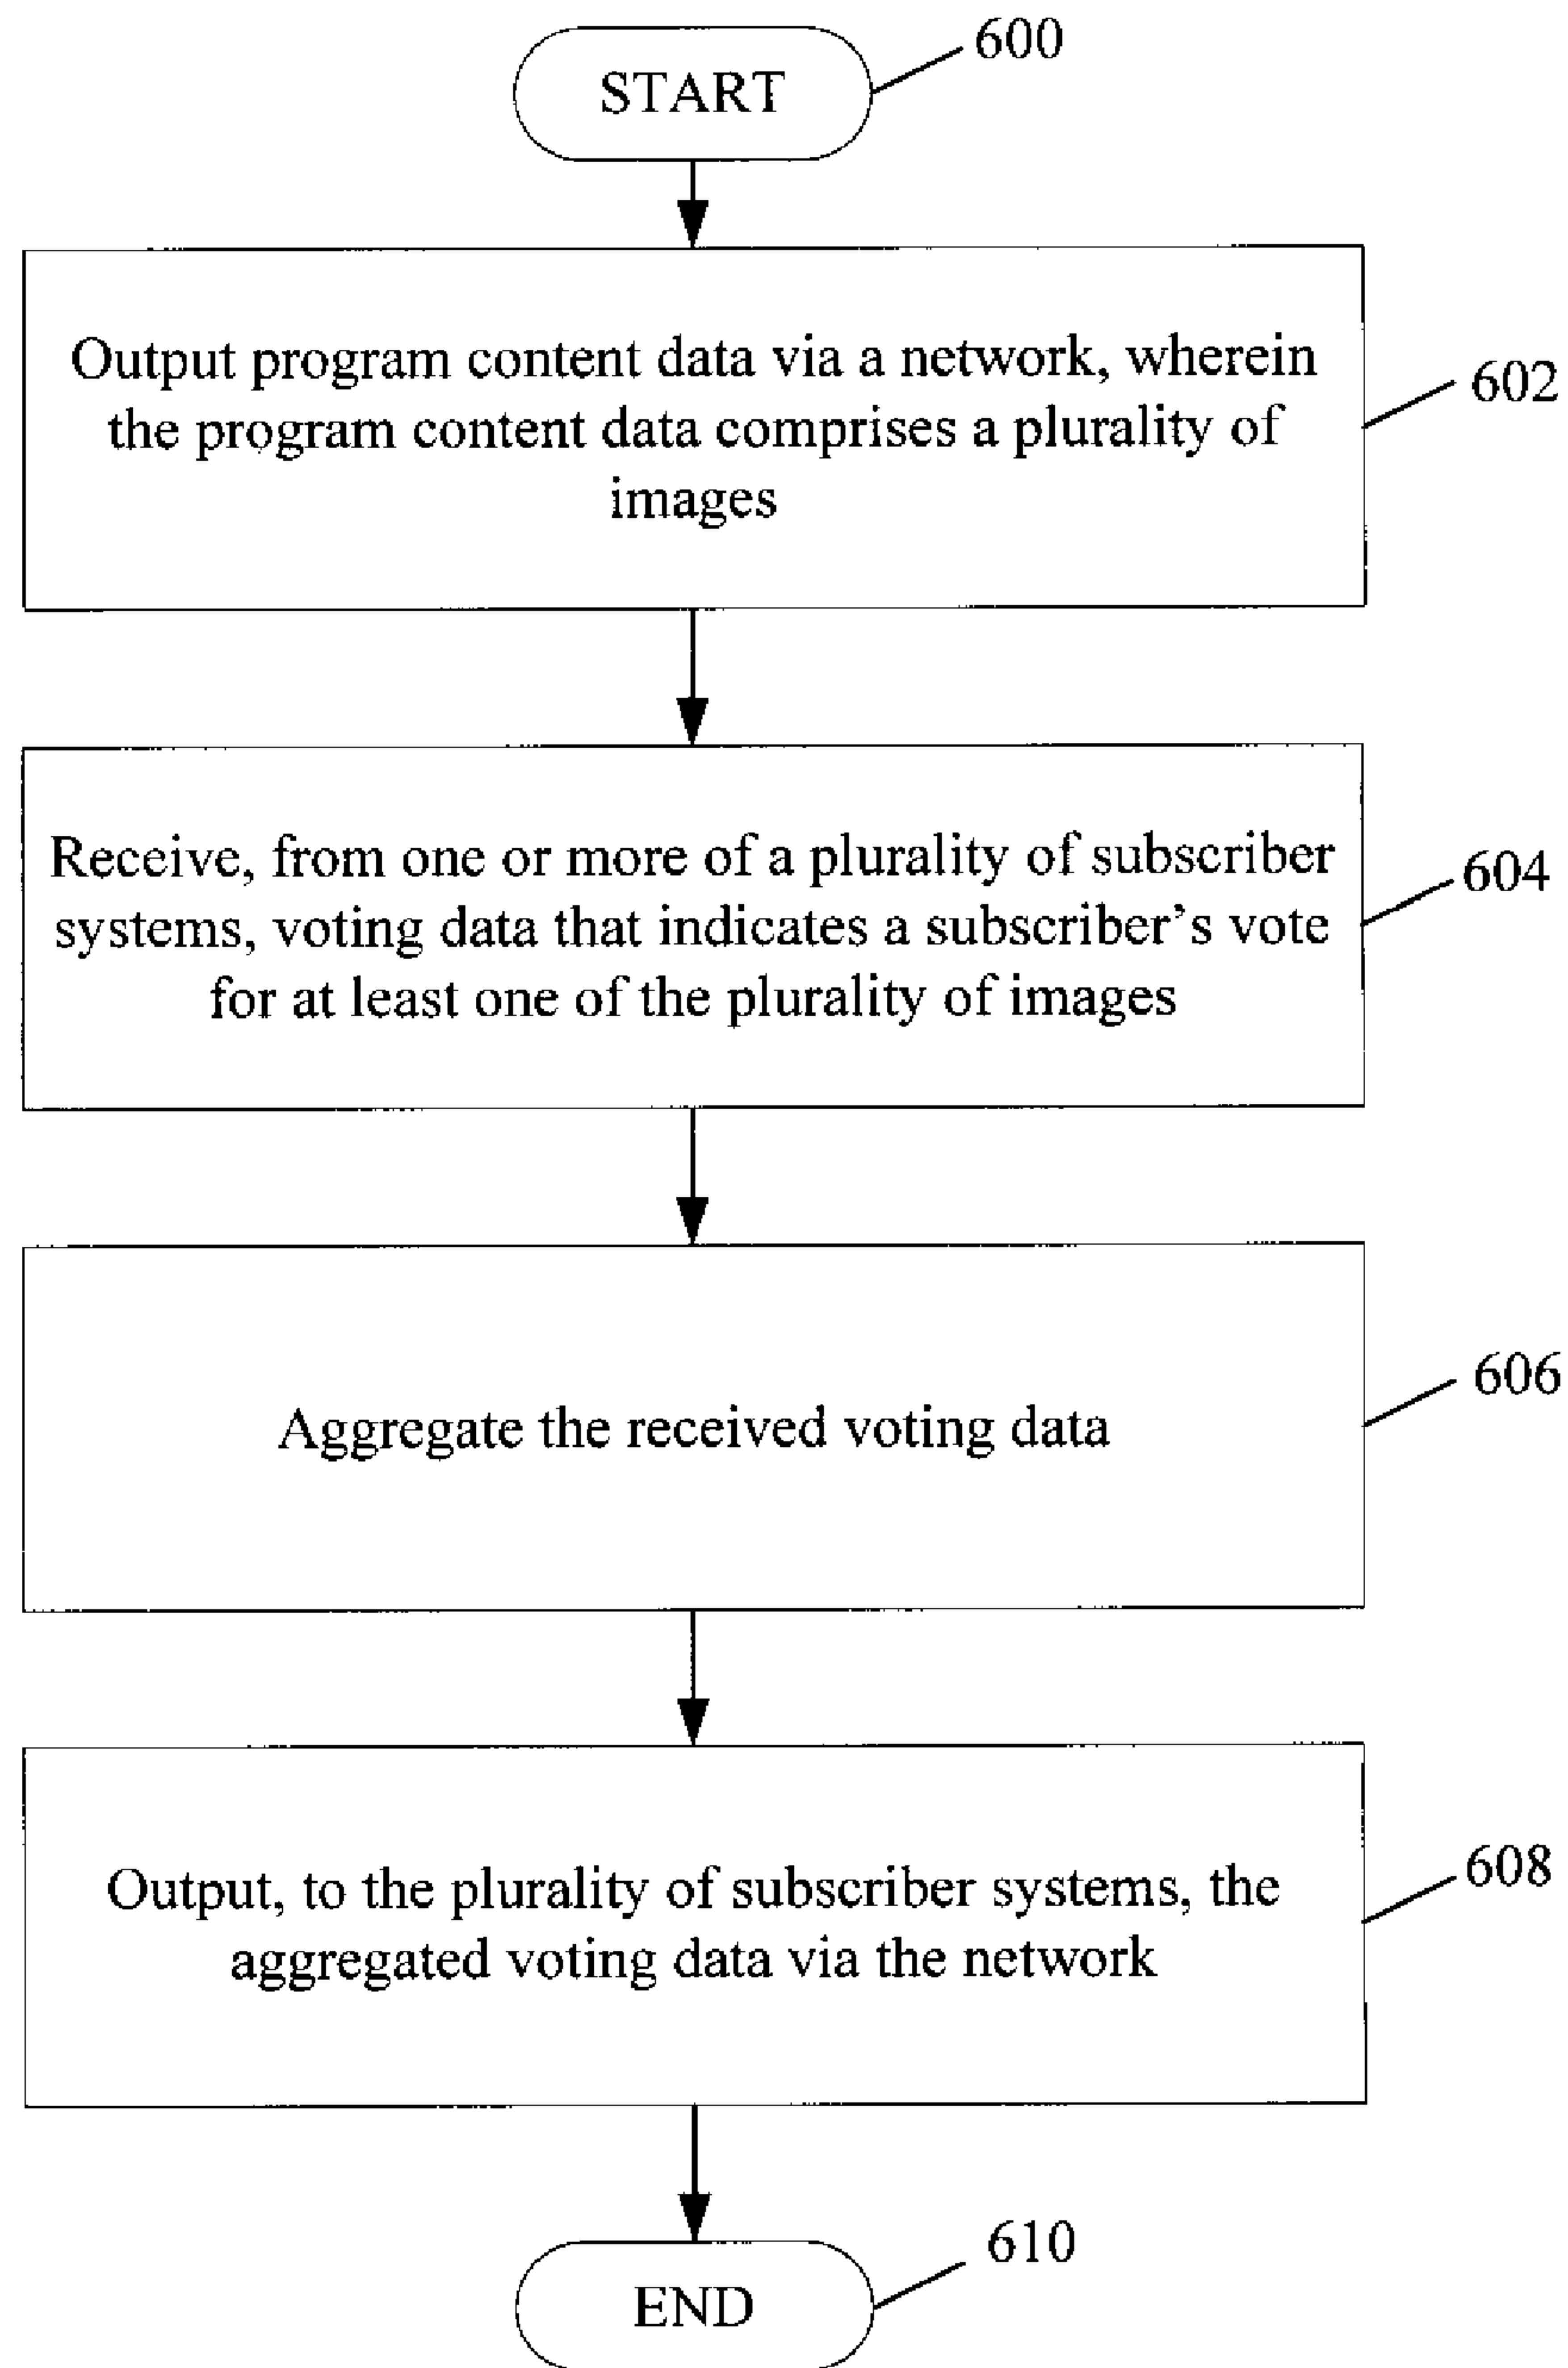 START
600
Output program content data via a network, wherein
the program content data comprises a plurality of
images
602
Receive, from one or more of a plurality of subscriber
systems, voting data that indicates a subscriber's vote
for at least one of the plurality of images
604
Aggregate the received voting data
606
Output, to the plurality of subscriber systems, the
aggregated voting data via the network
608
END
610